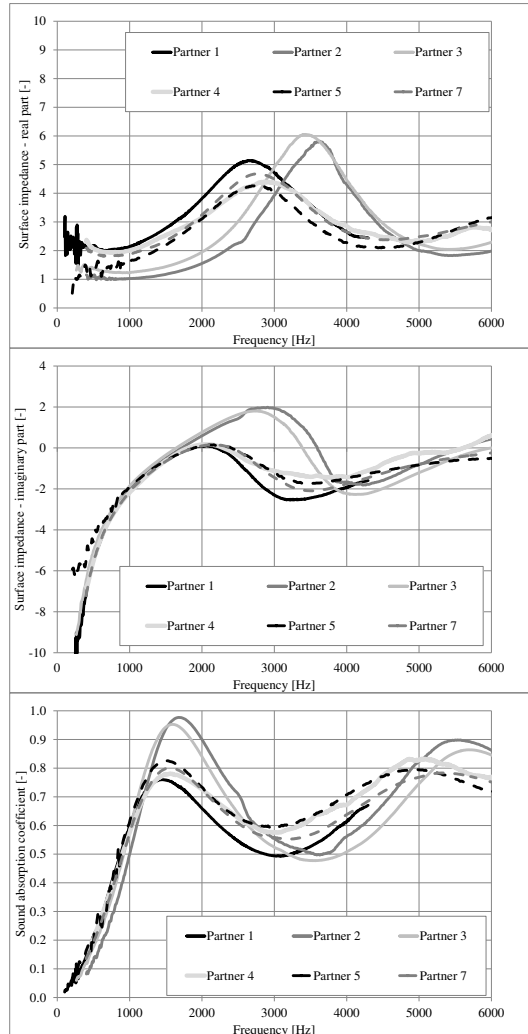 Surface impedance - real part [-]
10
9
8
7
6
5
4
3
2
1
0
Partner 1 Partner 2 Partner 3
Partner 4 Partner 5 Partner 7
0 1000 2000 3000 4000 5000 6000
Frequency [Hz]
Surface impedance - imaginary part [-]
4
2
0
-2
-4
-6
-8
-10
Partner 1 Partner 2 Partner 3
Partner 4 Partner 5 Partner 7
0 1000 2000 3000 4000 5000 6000
Frequency [Hz]
Sound absorption coefficient [-]
1.0
0.9
0.8
0.7
0.6
0.5
0.4
0.3
0.2
0.1
0.0
Partner 1 Partner 2 Partner 3
Partner 4 Partner 5 Partner 7
0 1000 2000 3000 4000 5000 6000
Frequency [Hz]